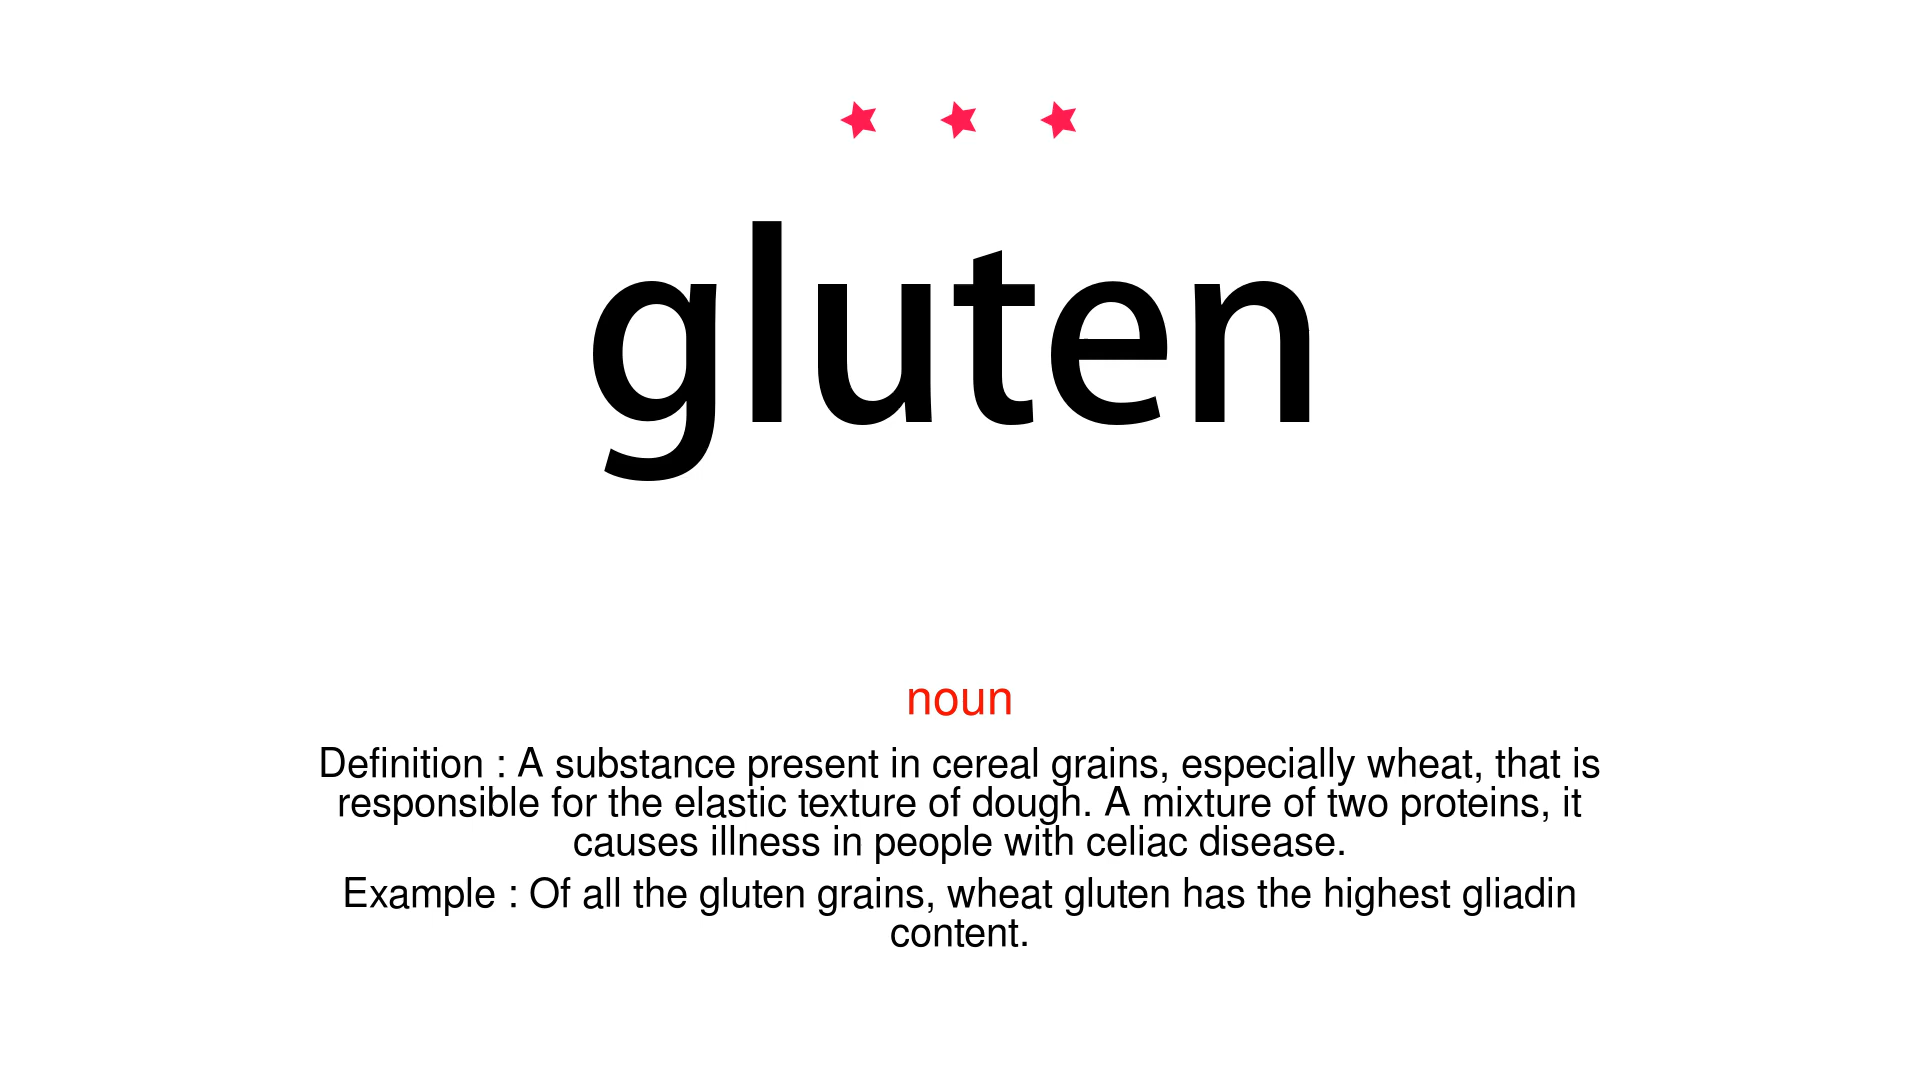 gluten
noun
Definition : A substance present in cereal grains, especially wheat, that is
responsible for the elastic texture of dough. A mixture of two proteins, it
causes illness in people with celiac disease.
Example : Of all the gluten grains, wheat gluten has the highest gliadin
content.